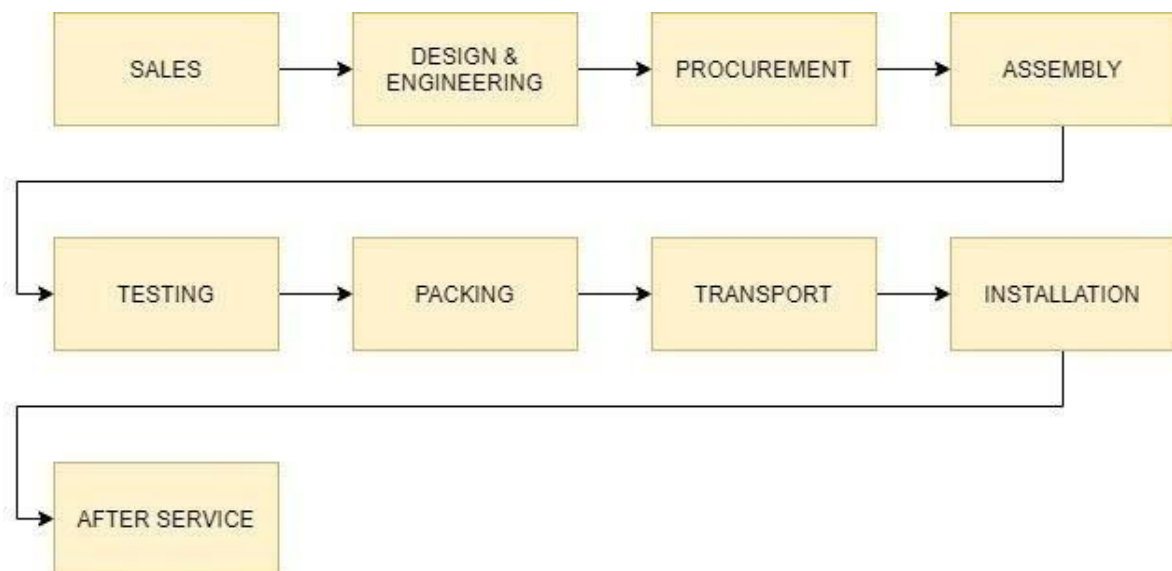 SALES
DESIGN &
ENGINEERING
PROCUREMENT
ASSEMBLY
TESTING
PACKING
TRANSPORT
INSTALLATION
AFTER SERVICE